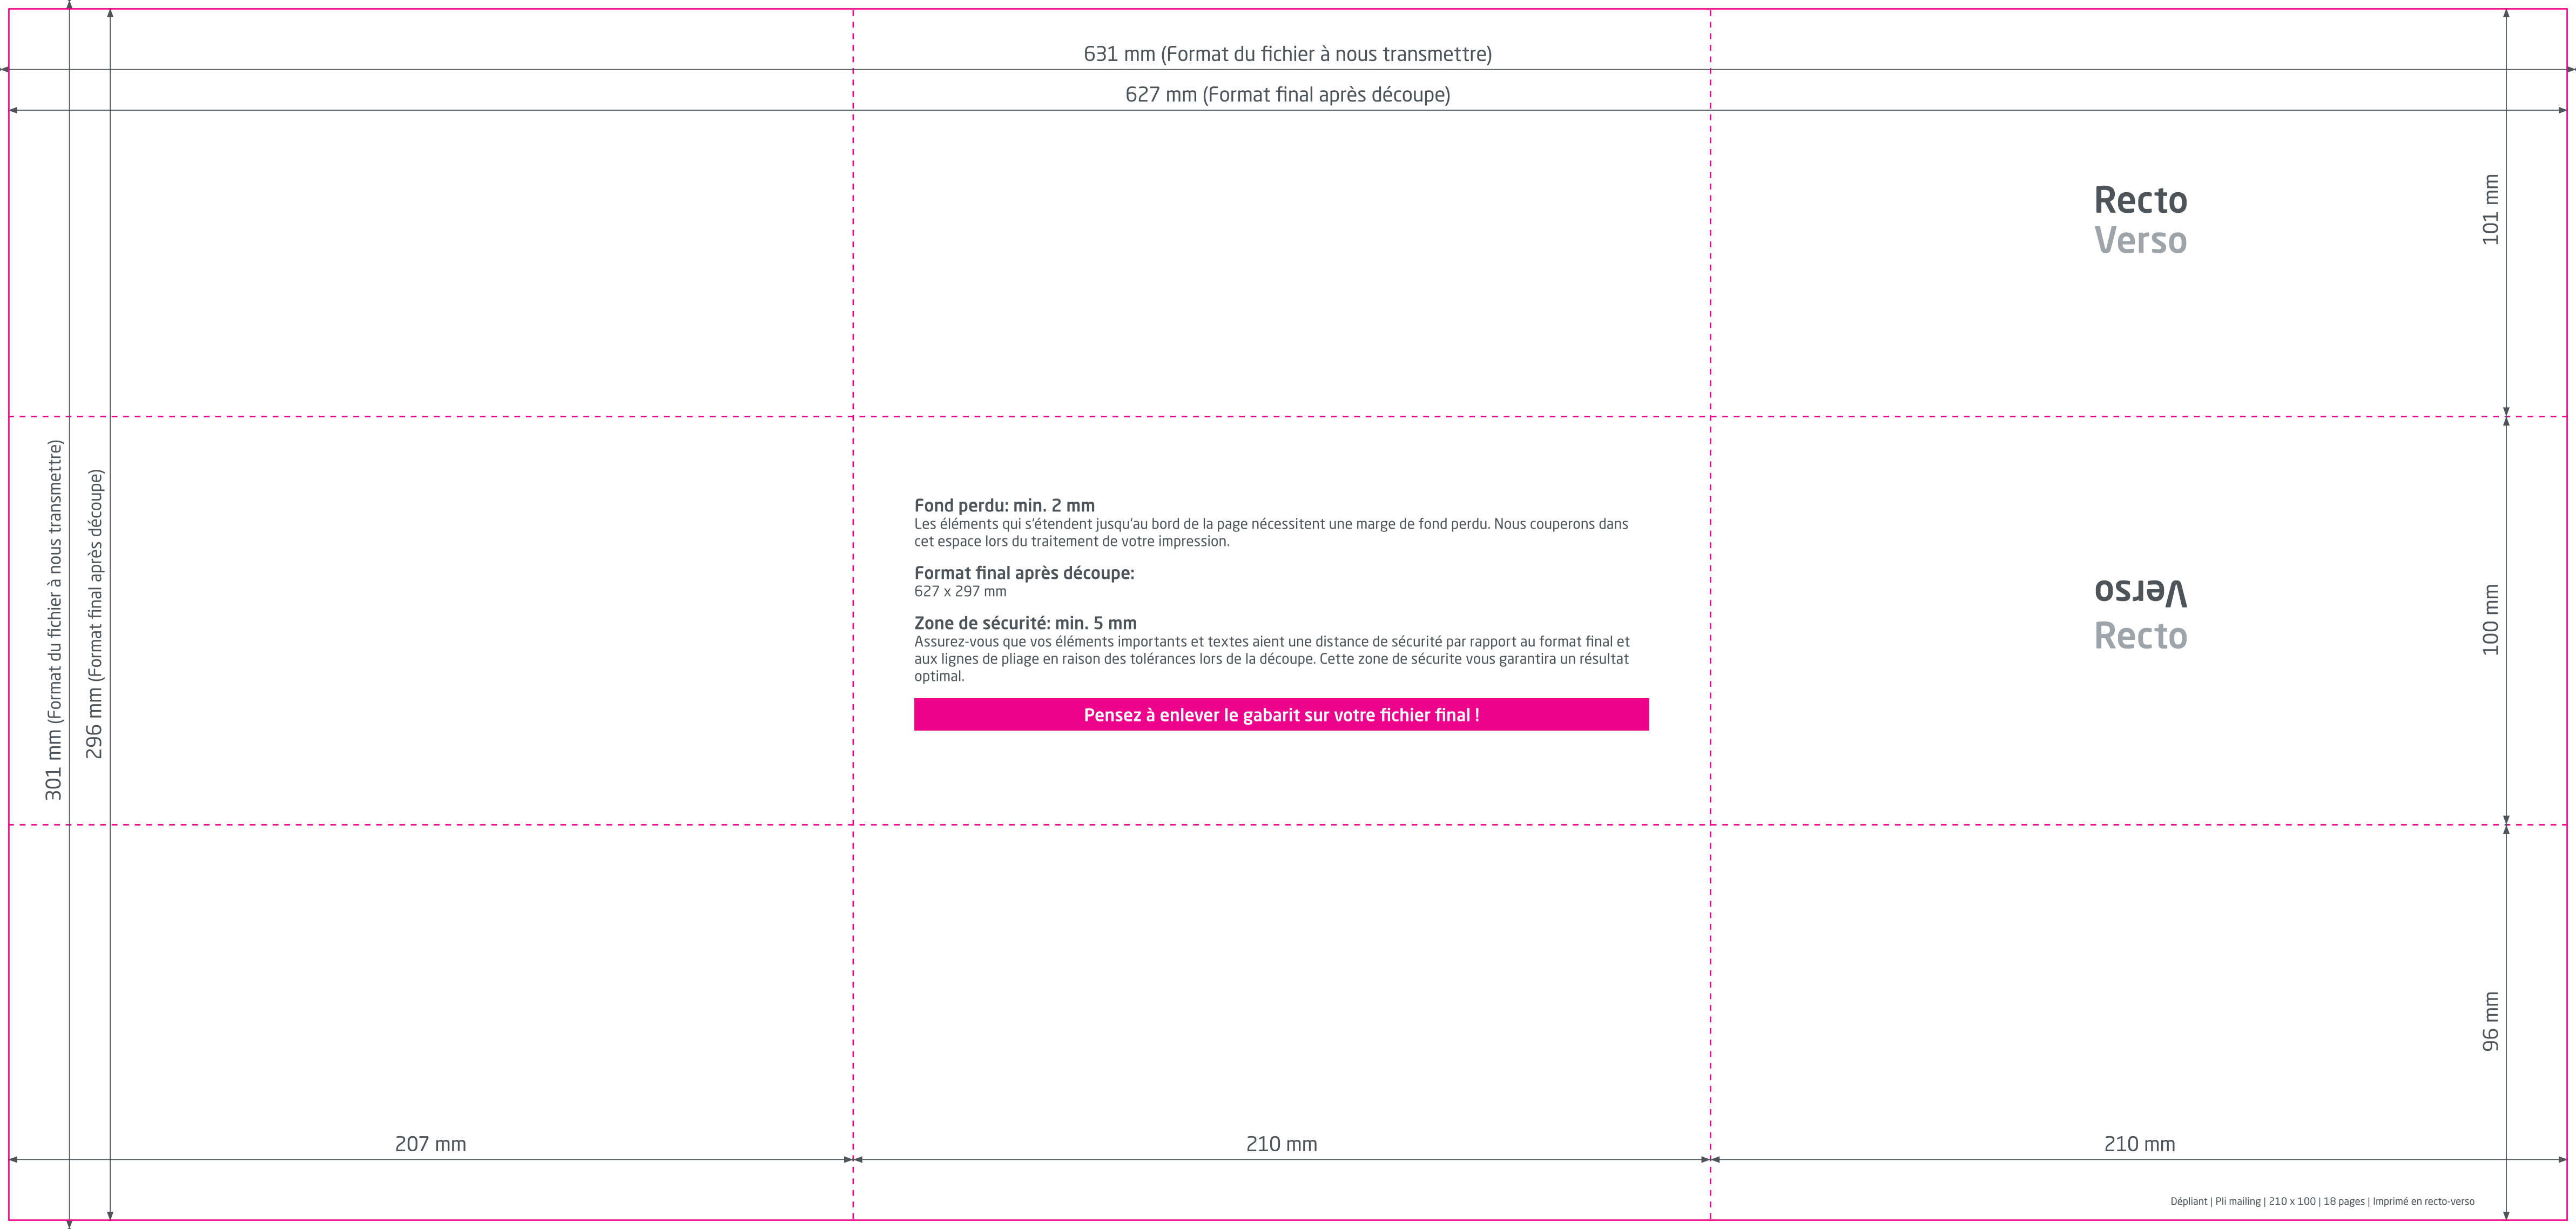 631 mm (Format du fichier à nous transmettre)
627 mm (Format final après découpe)
Recto
Verso
101 mm
301 mm (Format du fichier à nous transmettre)
296 mm (Format final après découpe)
Fond perdu: min. 2 mm
Les éléments qui s'étendent jusqu'au bord de la page nécessitent une marge de fond perdu. Nous couperons dans
cet espace lors du traitement de votre impression.
Format final après découpe:
627 x 297 mm
Zone de sécurité: min. 5 mm
Assurez-vous que vos éléments importants et textes aient une distance de sécurité par rapport au format final et
aux lignes de pliage en raison des tolérances lors de la découpe. Cette zone de sécurite vous garantira un résultat
optimal.
Pensez à enlever le gabarit sur votre fichier final !
Verso
Recto
100 mm
96 mm
207 mm
210 mm
210 mm
Dépliant | Pli mailing | 210 x 100 | 18 pages | Imprimé en recto-verso